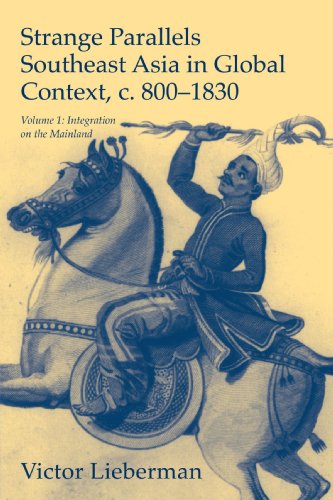 Strange Parallels
Southeast Asia in Global
Context, c. 800–1830
Volume 1: Integration
on the Mainland
Victor Lieberman